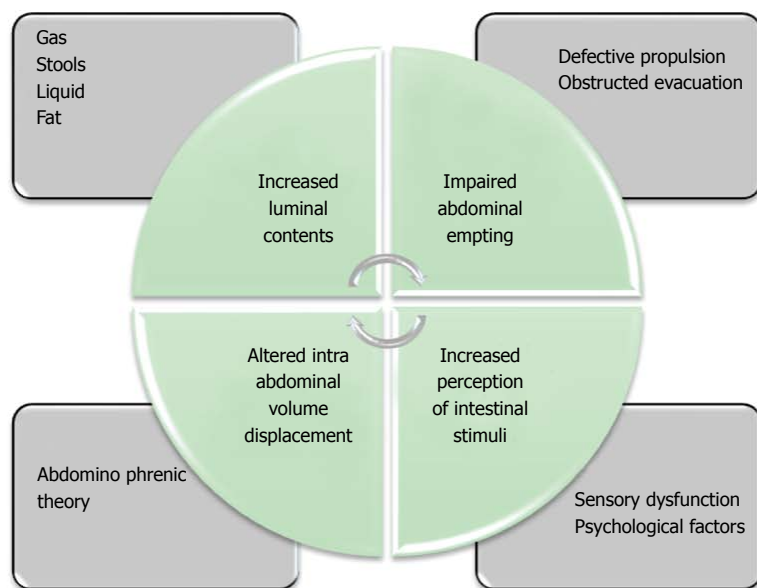 Gas
Stools
Liquid
Fat
Defective propulsion
Obstructed evacuation
Increased
luminal
contents
Impaired
abdominal
empting
Altered intra
abdominal
volume
displacement
Increased
perception
of intestinal
stimuli
Abdomino phrenic
theory
Sensory dysfunction
Psychological factors